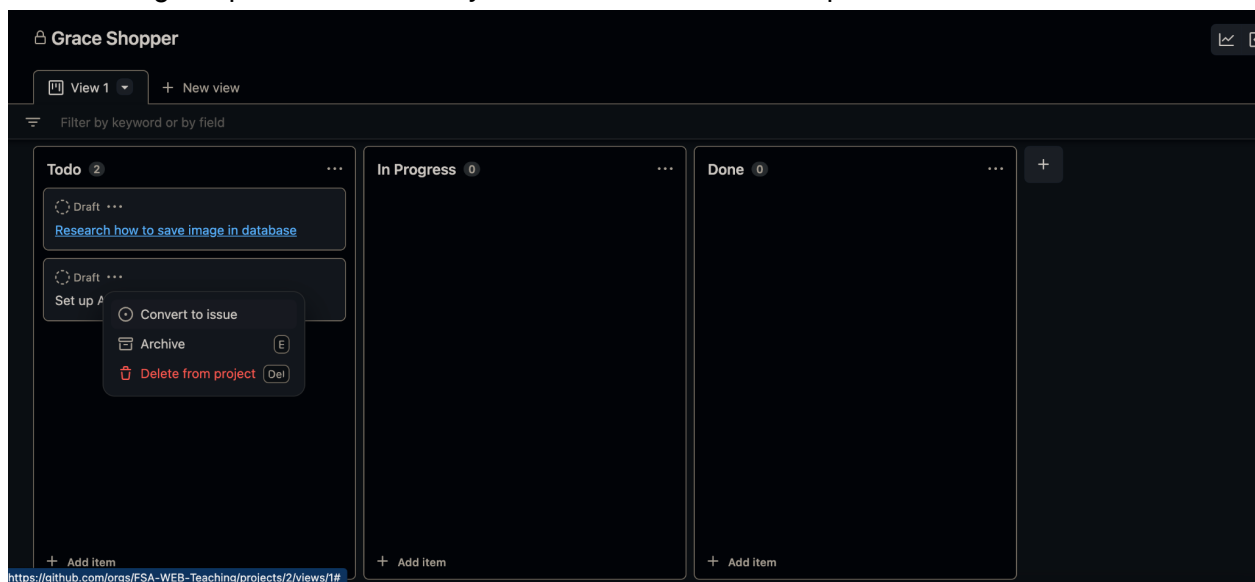 Grace Shopper
View 1
New view
Filter by keyword or by field
Todo 2
In Progress 0
Done 0
Draft
Research how to save image in database
Draft
Set up A
Convert to issue
Archive E
Delete from project Del
Add item
Add item
Add item
https://github.com/orgs/FSA-WEB-Teaching/projects/2/views/1#